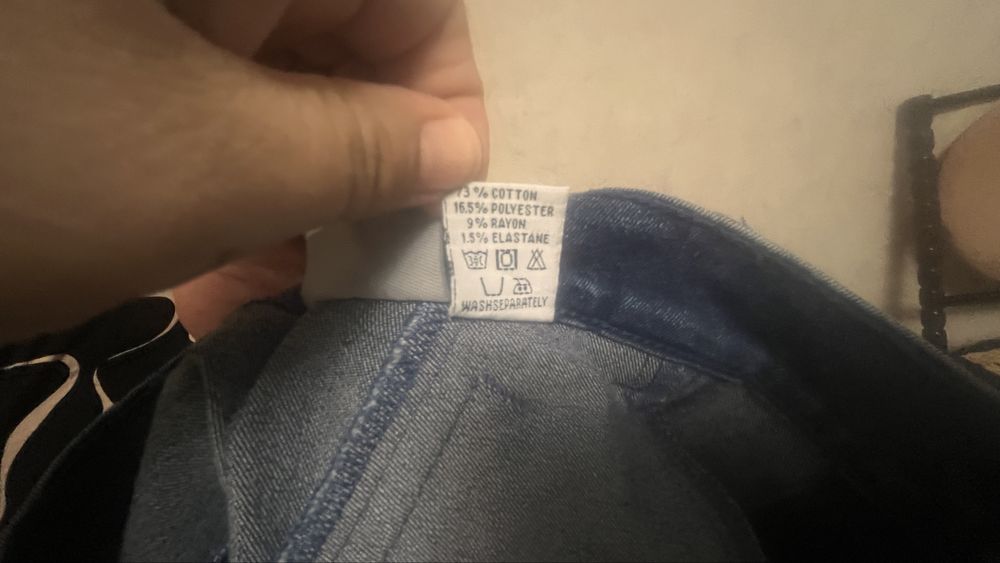 73% COTTON
16.5% POLYESTER
9% RAYON
1.5% ELASTANE
WASHSEPARATELY